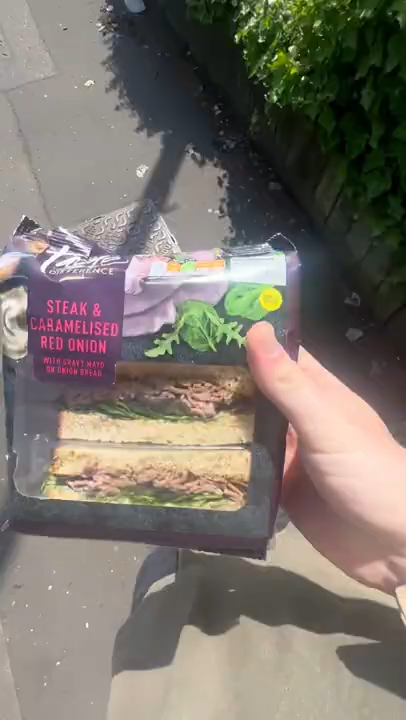 Taste
DIFFERENCE
STEAK &
CARAMELISED
RED ONION
WITH GRAVY MAYO
ON ONION BREAD